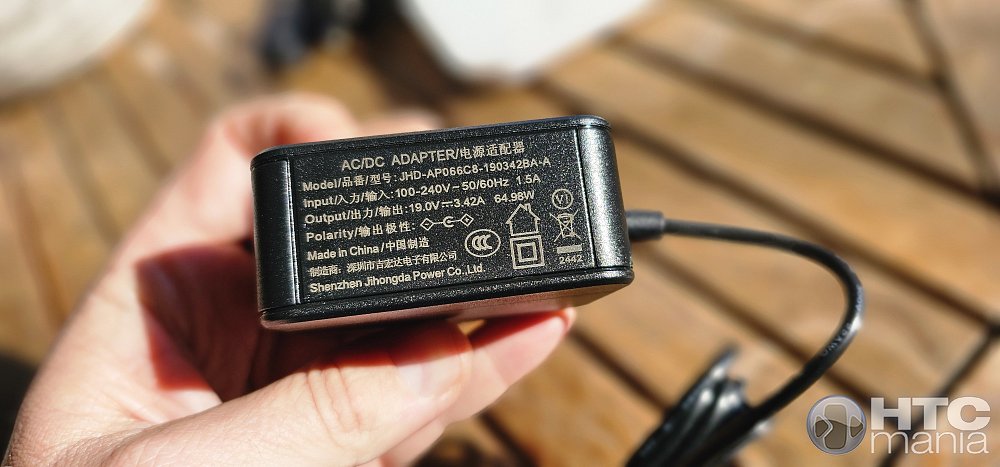 AC/DC ADAPTER/电源适配器
Model/品番/型号: JHD-AP066C8-190342BA-A
Input/入力/输入: 100-240V~50/60Hz 1.5A
Output/出力/输出: 19.0V⎓3.42A 64.98W
Polarity/输出极性:
Made in China/中国制造
制造商: 深圳市吉宏达电子有限公司
Shenzhen Jihongda Power Co., Ltd.
CCC
VI
2442
HTC
mania